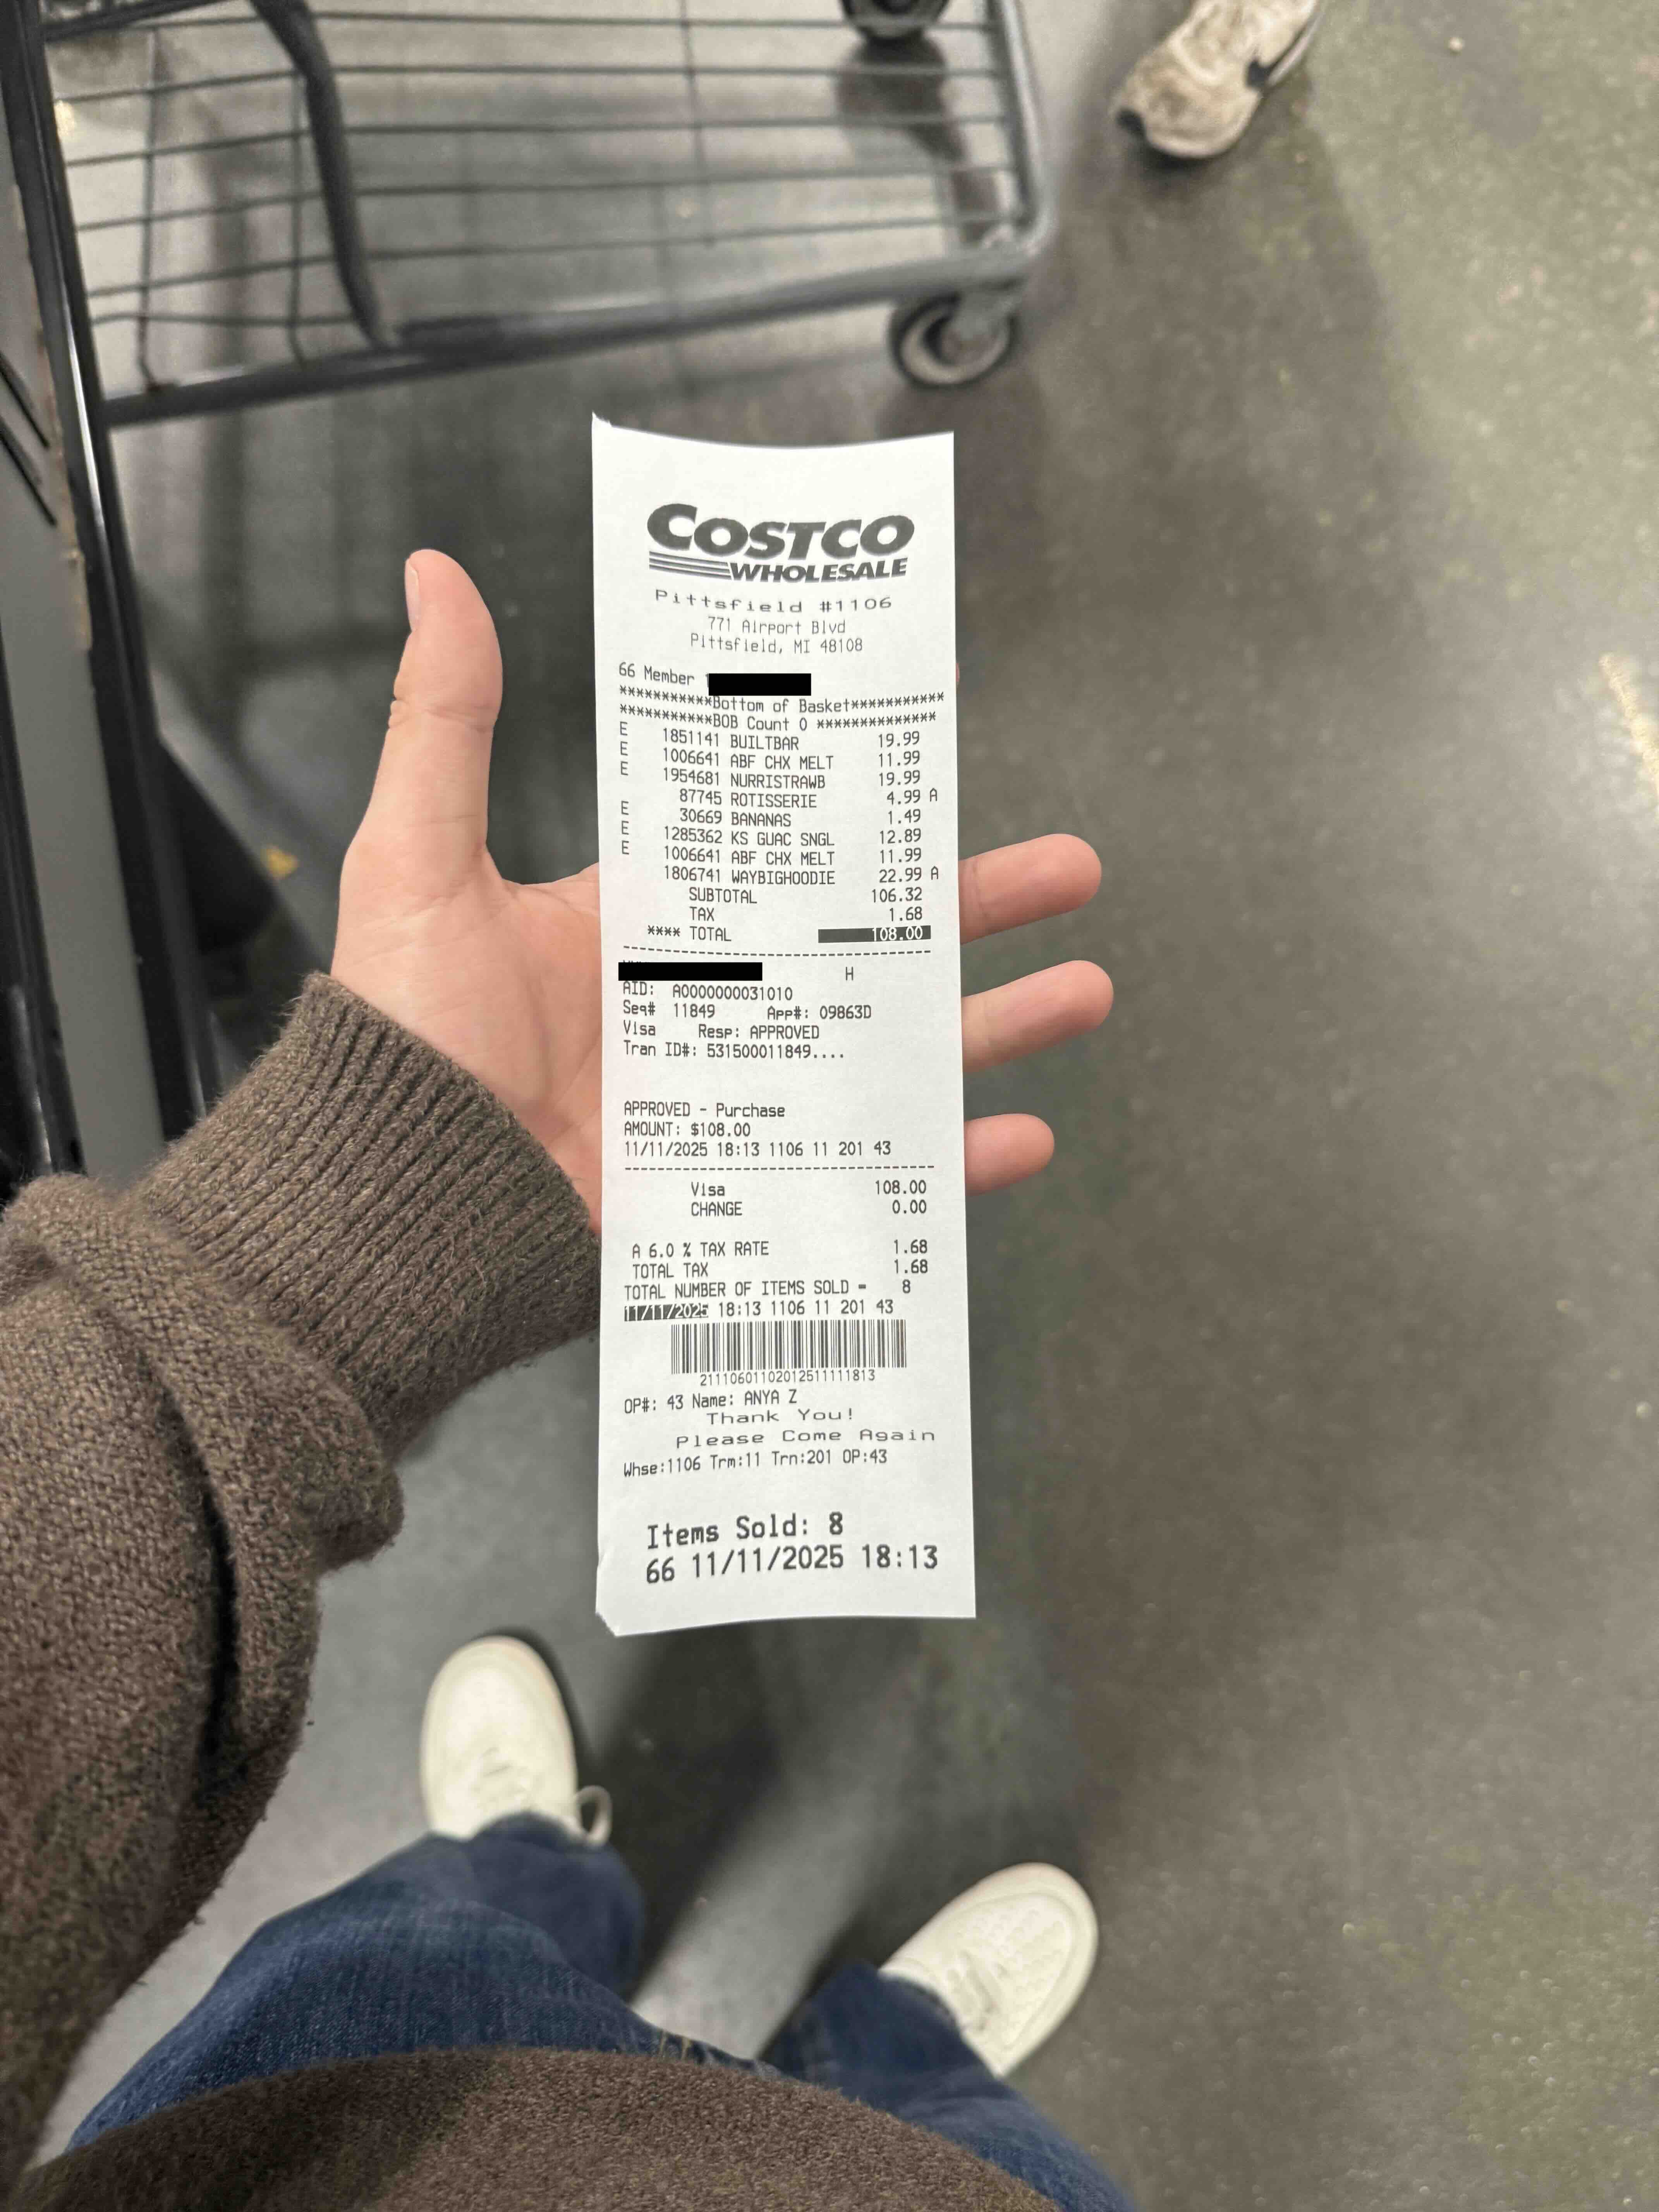 COSTCO
WHOLESALE
Pittsfield #1106
771 Airport Blvd
Pittsfield, MI 48108
66 Member
***********Bottom of Basket***********
***********BOB Count 0 **************
E 1851141 BUILTBAR 19.99
E 1006641 ABF CHX MELT 11.99
E 1954681 NURRISTRAWB 19.99
87745 ROTISSERIE 4.99 A
E 30669 BANANAS 1.49
E 1285362 KS GUAC SNGL 12.89
E 1006641 ABF CHX MELT 11.99
1806741 WAYBIGHOODIE 22.99 A
SUBTOTAL 106.32
TAX 1.68
**** TOTAL 108.00
H
AID: A0000000031010
Seq# 11849 App#: 09863D
Visa Resp: APPROVED
Tran ID#: 531500011849....
APPROVED - Purchase
AMOUNT: $108.00
11/11/2025 18:13 1106 11 201 43
Visa 108.00
CHANGE 0.00
A 6.0 % TAX RATE 1.68
TOTAL TAX 1.68
TOTAL NUMBER OF ITEMS SOLD = 8
11/11/2025 18:13 1106 11 201 43
21110601102012511111813
OP#: 43 Name: ANYA Z
Thank You!
Please Come Again
Whse:1106 Trm:11 Trn:201 OP:43
Items Sold: 8
66 11/11/2025 18:13